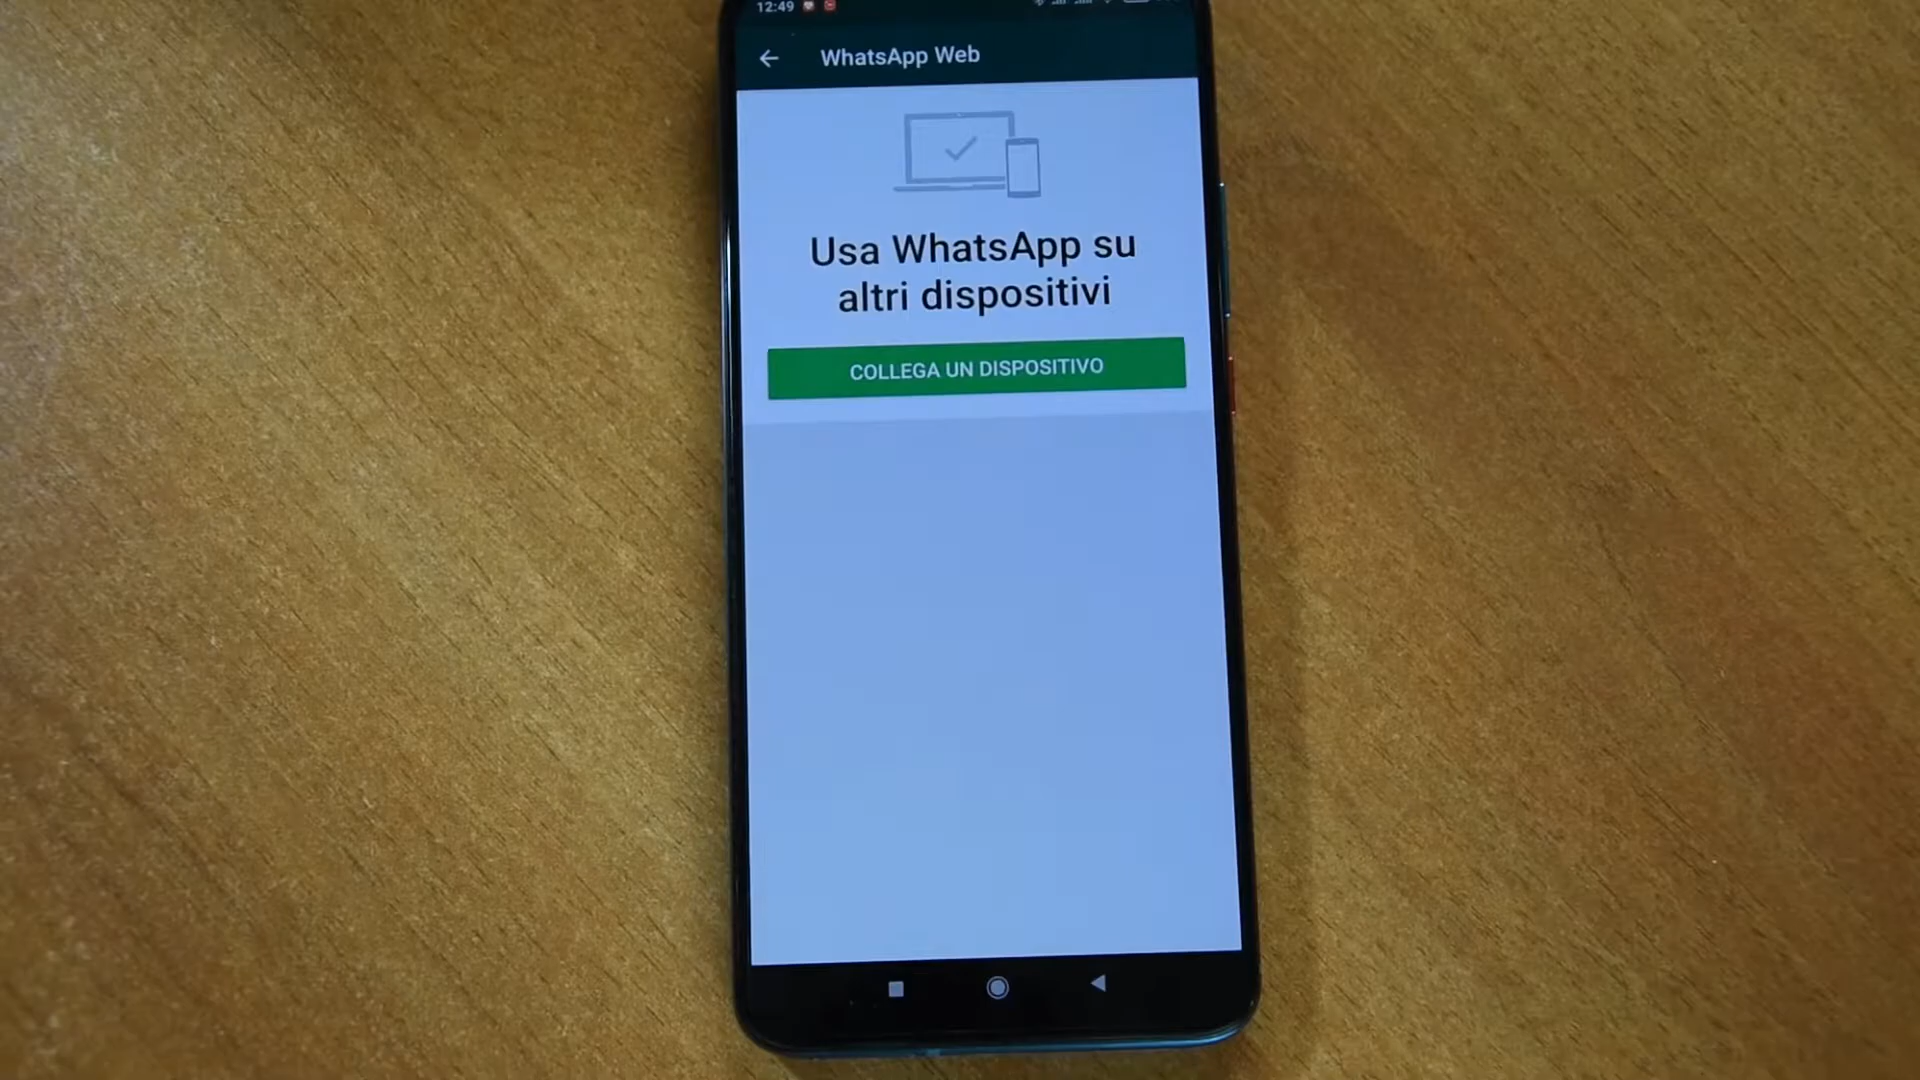 12:49
WhatsApp Web
Usa WhatsApp su
altri dispositivi
COLLEGA UN DISPOSITIVO